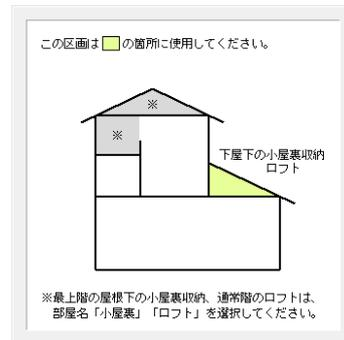 この区画は の箇所に使用してください。
※
※
下屋下の小屋裏収納
ロフト
※最上階の屋根下の小屋裏収納、通常階のロフトは、
部屋名「小屋裏」「ロフト」を選択してください。